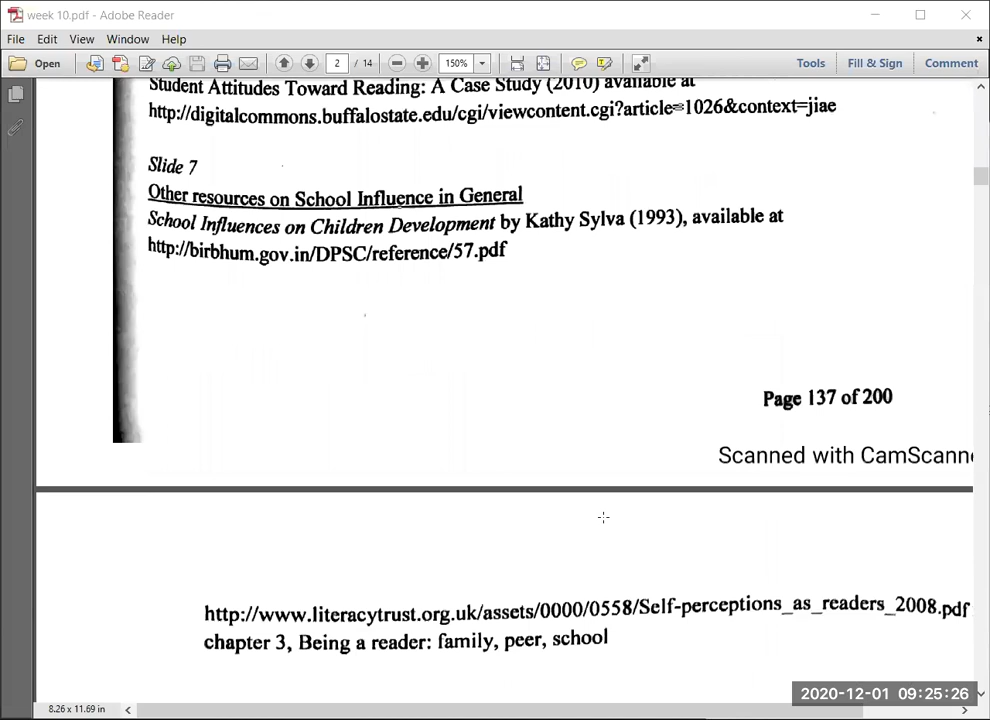 week 10.pdf - Adobe Reader
File Edit View Window Help
Open 2 / 14 150% Tools Fill & Sign Comment
Student Attitudes Toward Reading: A Case Study (2010) available at
http://digitalcommons.buffalostate.edu/cgi/viewcontent.cgi?article=1026&context=jiae
Slide 7
Other resources on School Influence in General
School Influences on Children Development by Kathy Sylva (1993), available at
http://birbhum.gov.in/DPSC/reference/57.pdf
Page 137 of 200
Scanned with CamScann
http://www.literacytrust.org.uk/assets/0000/0558/Self-perceptions_as_readers_2008.pdf
chapter 3, Being a reader: family, peer, school
2020-12-01 09:25:26
8.26 x 11.69 in